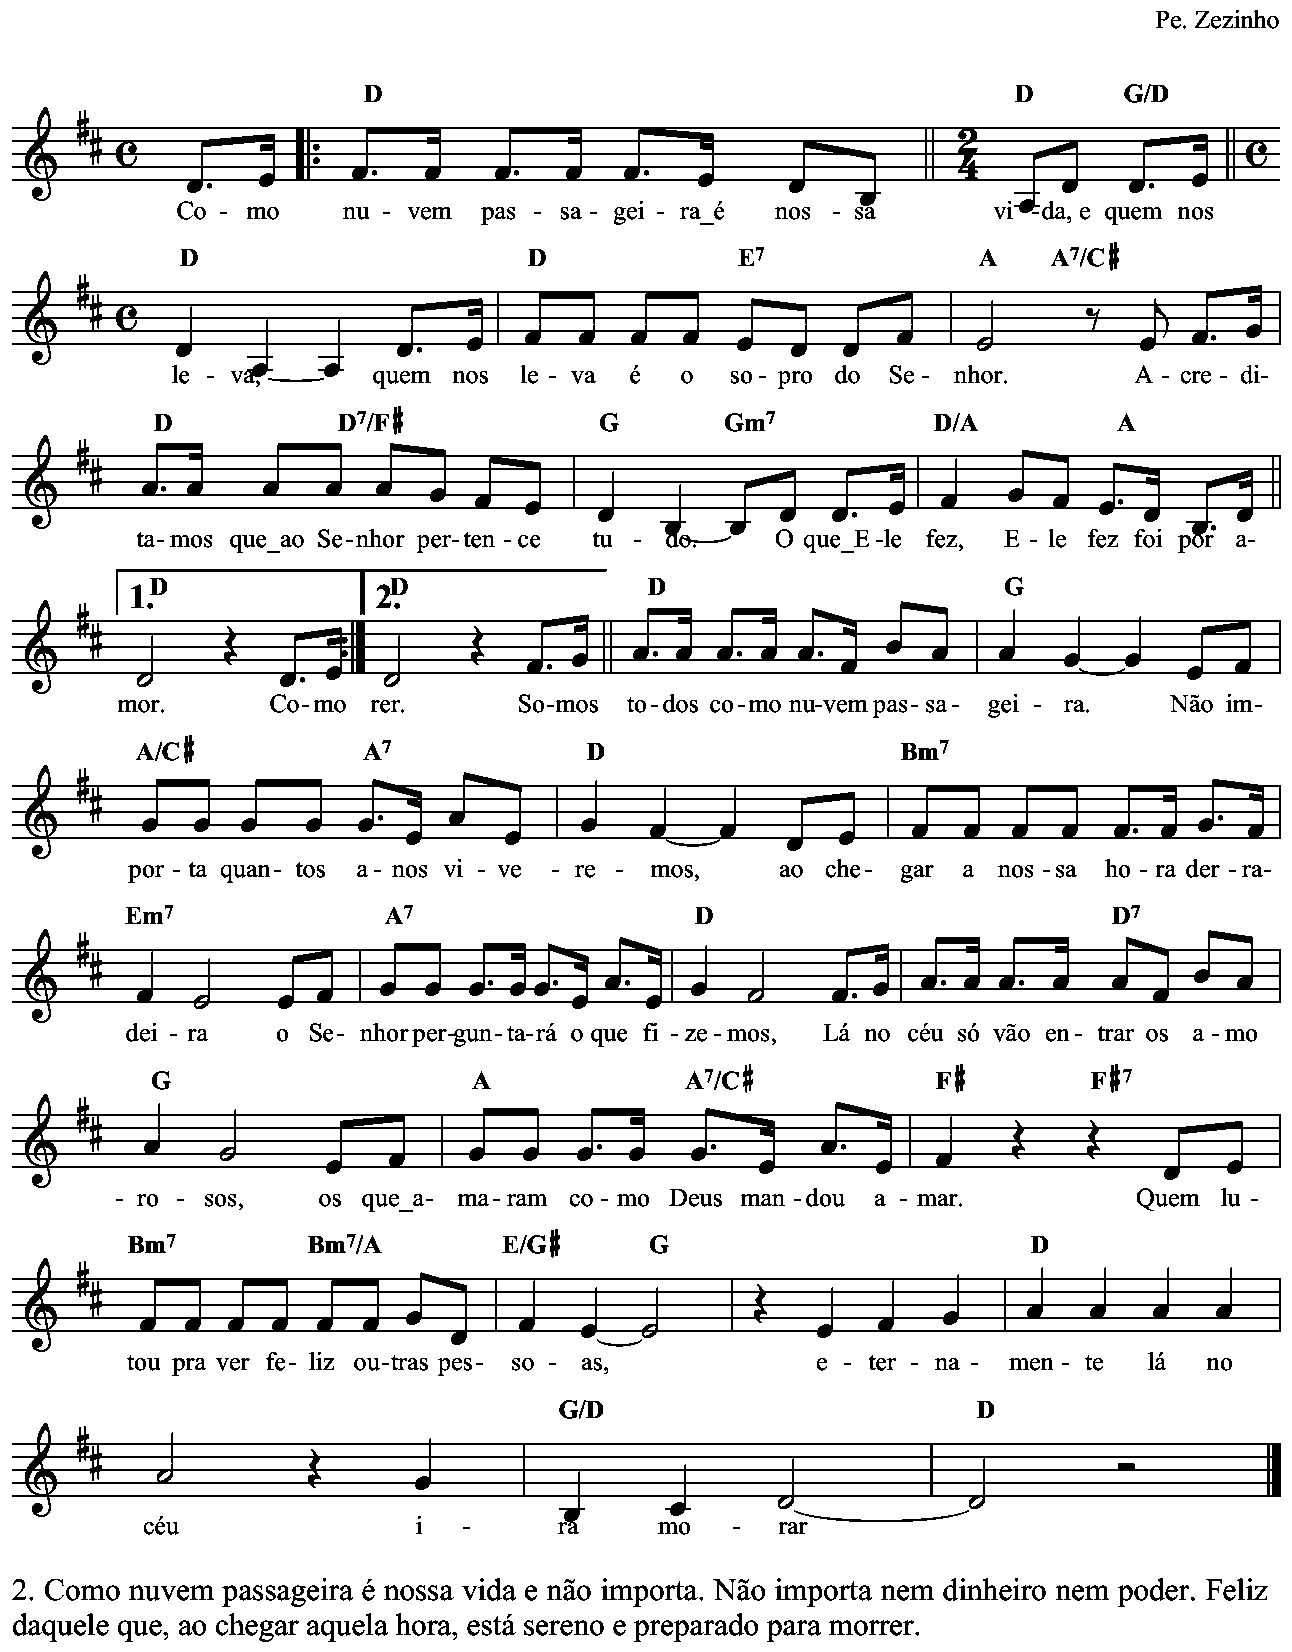 Pe. Zezinho
D G/D D
Co - mo nu - vem pas - sa - gei - ra_é nos - sa vi - da, e quem nos
D D E7 A A7/C♯
le - va, quem nos le - va é o so - pro do Se - nhor. A - cre - di-
D D7/F♯ G Gm7 D/A A
ta-mos que_ao Se-nhor per-ten-ce tu - do. O que_E-le fez, E - le fez foi por a-
1. D 2. D D G
mor. Co-mo rer. So-mos to-dos co-mo nu-vem pas-sa- gei - ra. Não im-
A/C♯ A7 D Bm7
por - ta quan - tos a - nos vi - ve - re - mos, ao che - gar a nos - sa ho - ra der - ra-
Em7 A7 D D7
dei - ra o Se- nhor per-gun-ta-rá o que fi - ze - mos, Lá no céu só vão en - trar os a - mo
G A A7/C♯ F♯ F♯7
- ro - sos, os que_a- ma - ram co - mo Deus man - dou a - mar. Quem lu -
Bm7 Bm7/A E/G♯ G D
tou pra ver fe - liz ou-tras pes- so - as, e - ter - na - men - te lá no
G/D D
céu i - rá mo - rar
2. Como nuvem passageira é nossa vida e não importa. Não importa nem dinheiro nem poder. Feliz
daquele que, ao chegar aquela hora, está sereno e preparado para morrer.